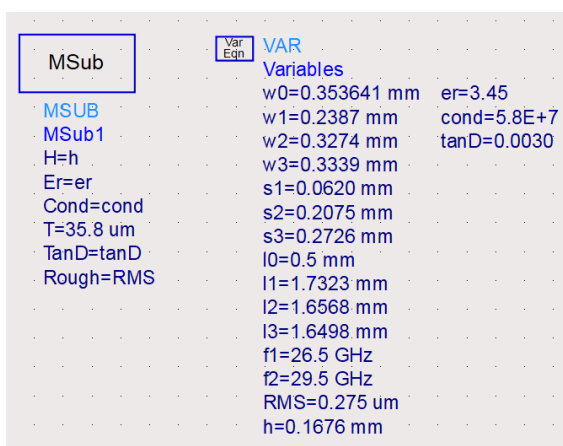 MSub
MSUB
MSub1
H=h
Er=er
Cond=cond
T=35.8 um
TanD=tanD
Rough=RMS
Var
Eqn
VAR
Variables
w0=0.353641 mm
w1=0.2387 mm
w2=0.3274 mm
w3=0.3339 mm
s1=0.0620 mm
s2=0.2075 mm
s3=0.2726 mm
l0=0.5 mm
l1=1.7323 mm
l2=1.6568 mm
l3=1.6498 mm
f1=26.5 GHz
f2=29.5 GHz
RMS=0.275 um
h=0.1676 mm
er=3.45
cond=5.8E+7
tanD=0.0030